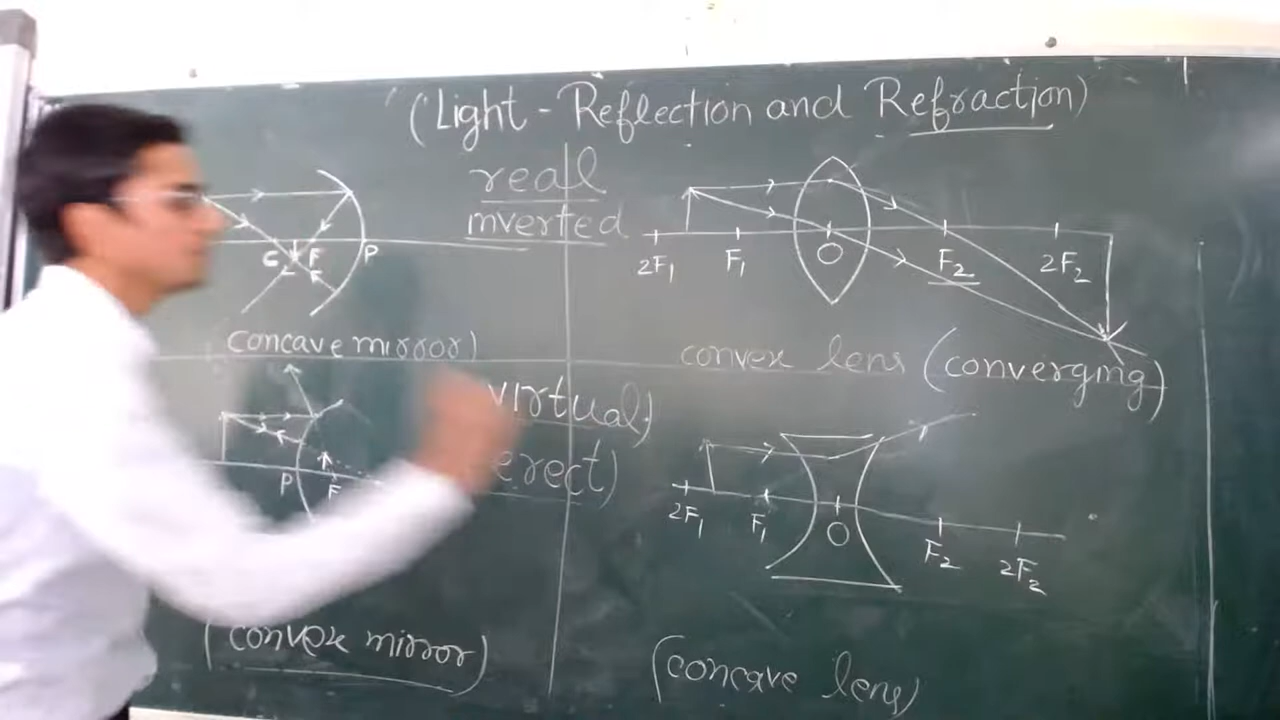 (Light - Reflection and Refraction)
real
inverted
C F P
concave mirror)
2F1 F1 O F2 2F2
convex lens (converging)
virtual)
erect)
P F
(convex mirror)
2F1 F1 O F2 2F2
(concave lens)